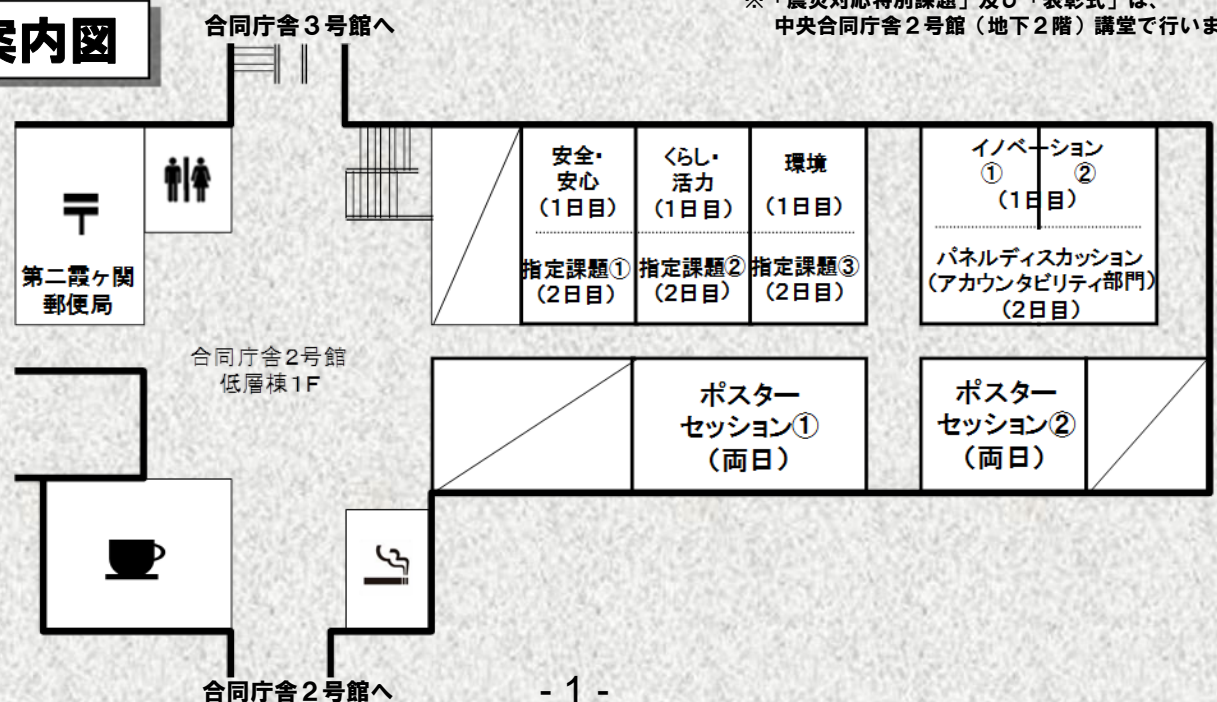 案内図
合同庁舎3号館へ
※「震災対応特別課題」及び「表彰式」は、
中央合同庁舎2号館（地下2階）講堂で行いま
第二霞ヶ関
郵便局
安全・
安心
（1日目）
指定課題①
（2日目）
くらし・
活力
（1日目）
指定課題②
（2日目）
環境
（1日目）
指定課題③
（2日目）
イノベーション
① ②
（1日目）
パネルディスカッション
（アカウンタビリティ部門）
（2日目）
合同庁舎2号館
低層棟1F
ポスター
セッション①
（両日）
ポスター
セッション②
（両日）
合同庁舎2号館へ
- 1 -